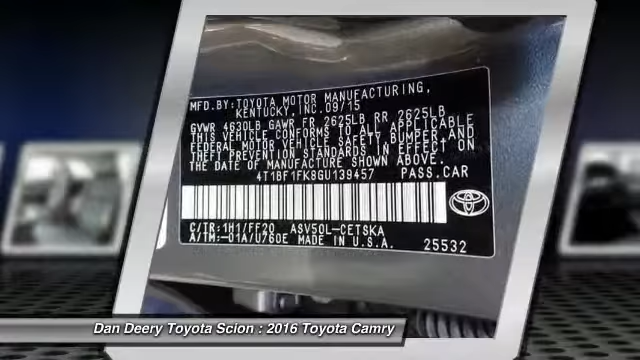 MFD.BY:TOYOTA MOTOR MANUFACTURING,
KENTUCKY,INC.09/15
GVWR 4630LB GAWR FR 2625LB RR 2625LB
THIS VEHICLE CONFORMS TO ALL APPLICABLE
FEDERAL MOTOR VEHICLE SAFETY, BUMPER AND
THEFT PREVENTION STANDARDS IN EFFECT ON
THE DATE OF MANUFACTURE SHOWN ABOVE.
4T1BF1FK8GU139457 PASS.CAR
C/TR:1H1/FF20 ASV50L-CETSKA
A/TM:-01A/U760E MADE IN U.S.A. 25532
Dan Deery Toyota Scion : 2016 Toyota Camry